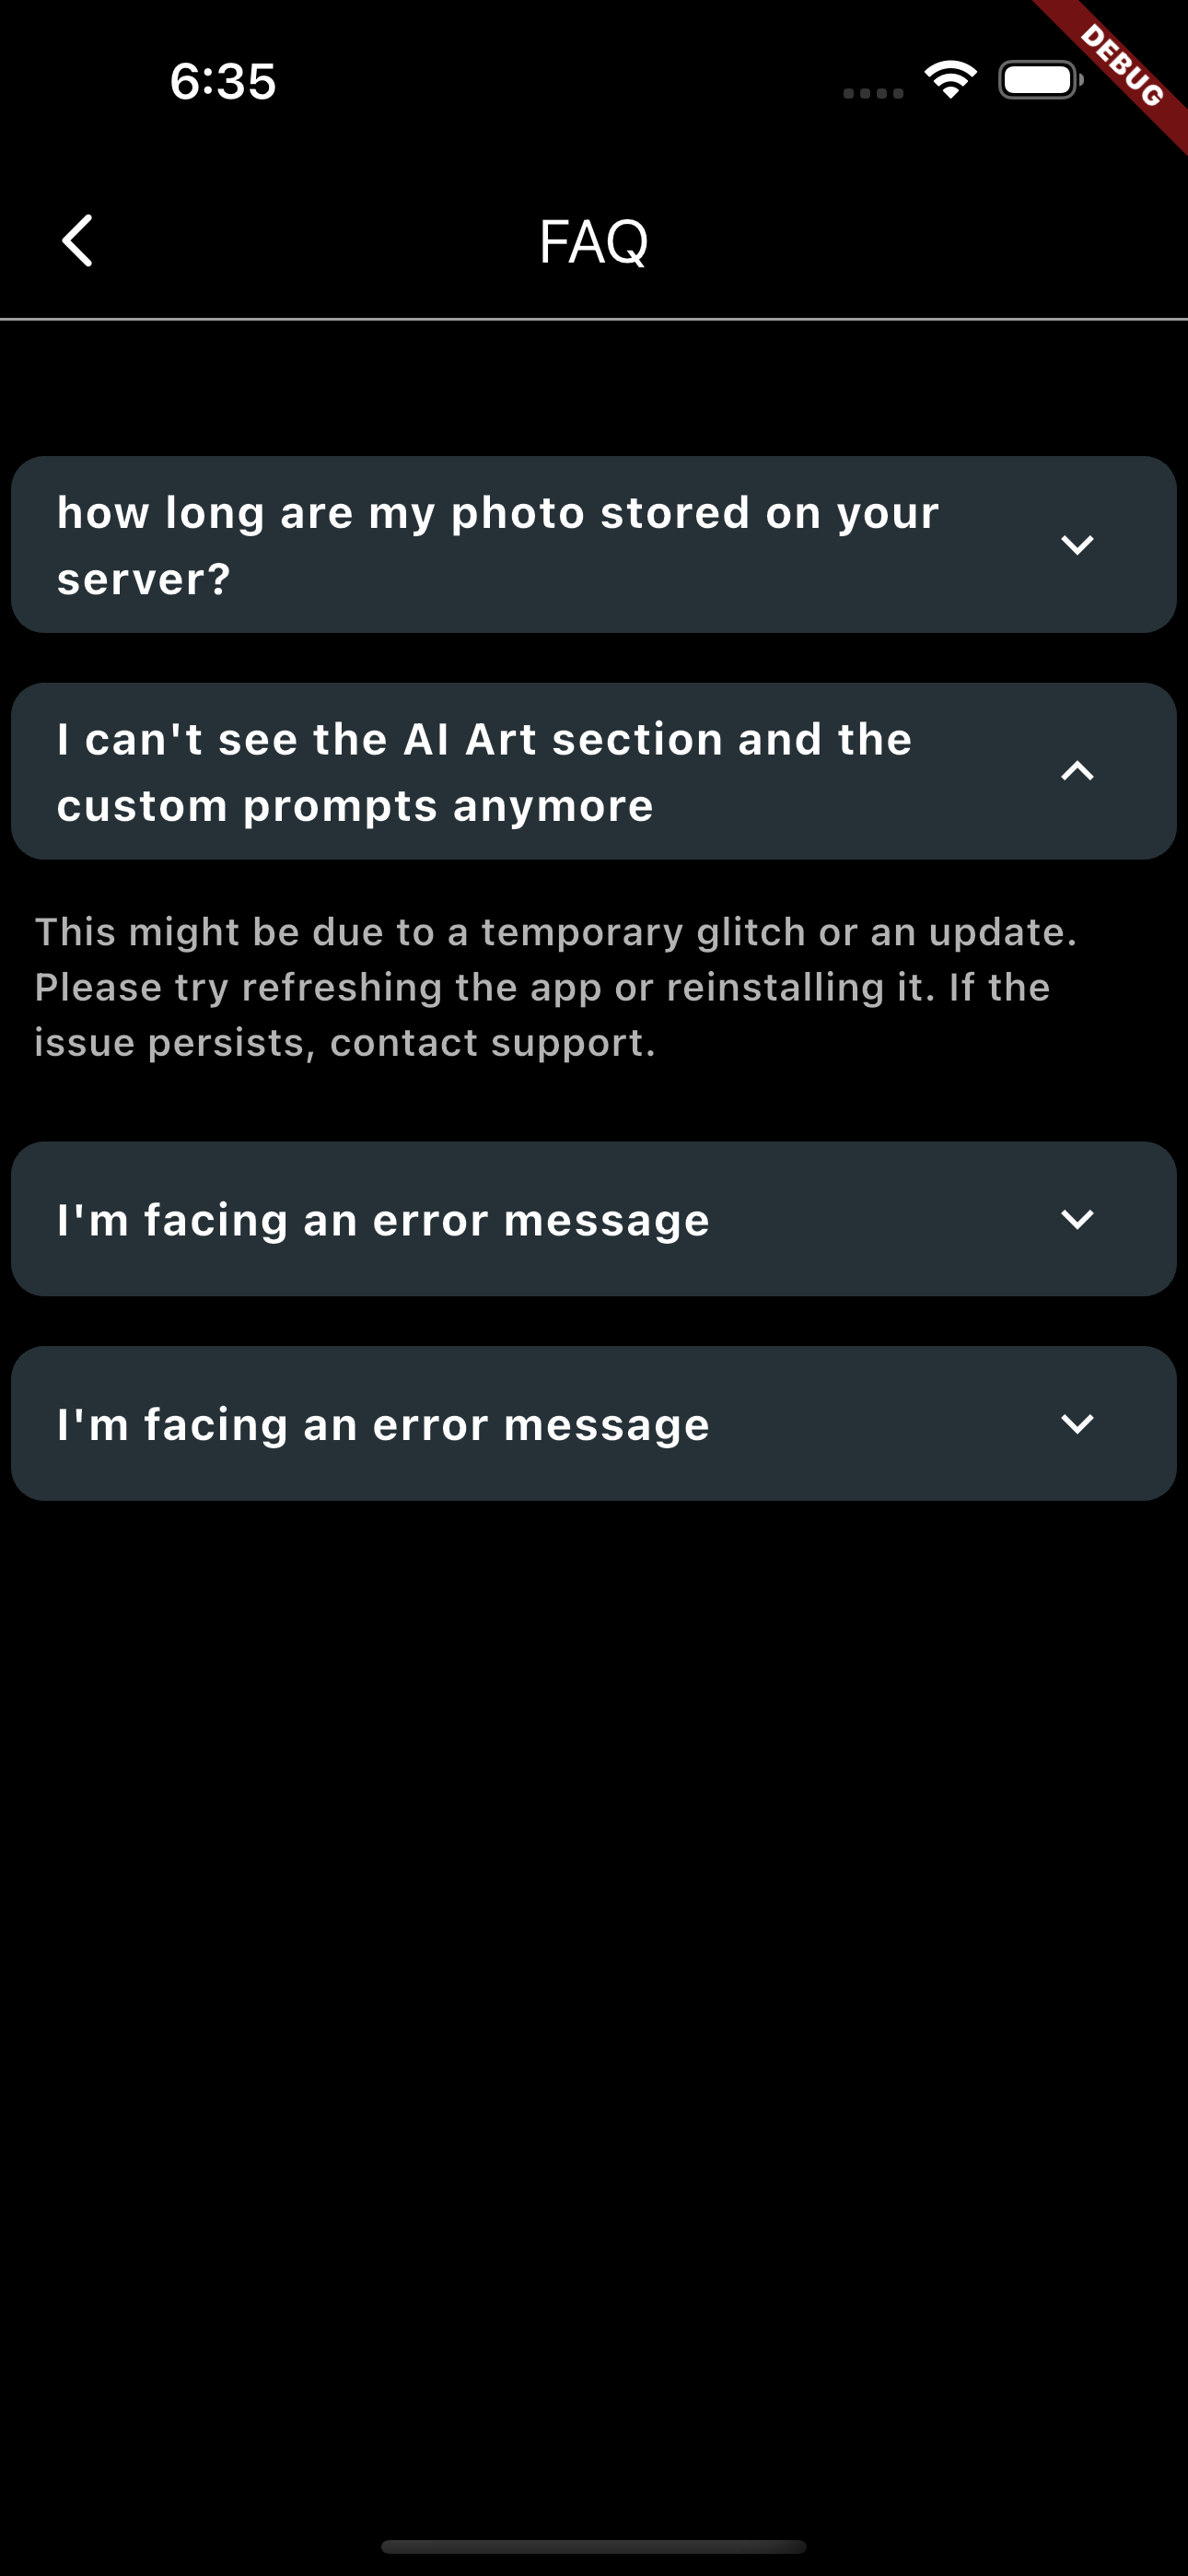 6:35
DEBUG
FAQ
how long are my photo stored on your
server?
I can't see the AI Art section and the
custom prompts anymore
This might be due to a temporary glitch or an update.
Please try refreshing the app or reinstalling it. If the
issue persists, contact support.
I'm facing an error message
I'm facing an error message